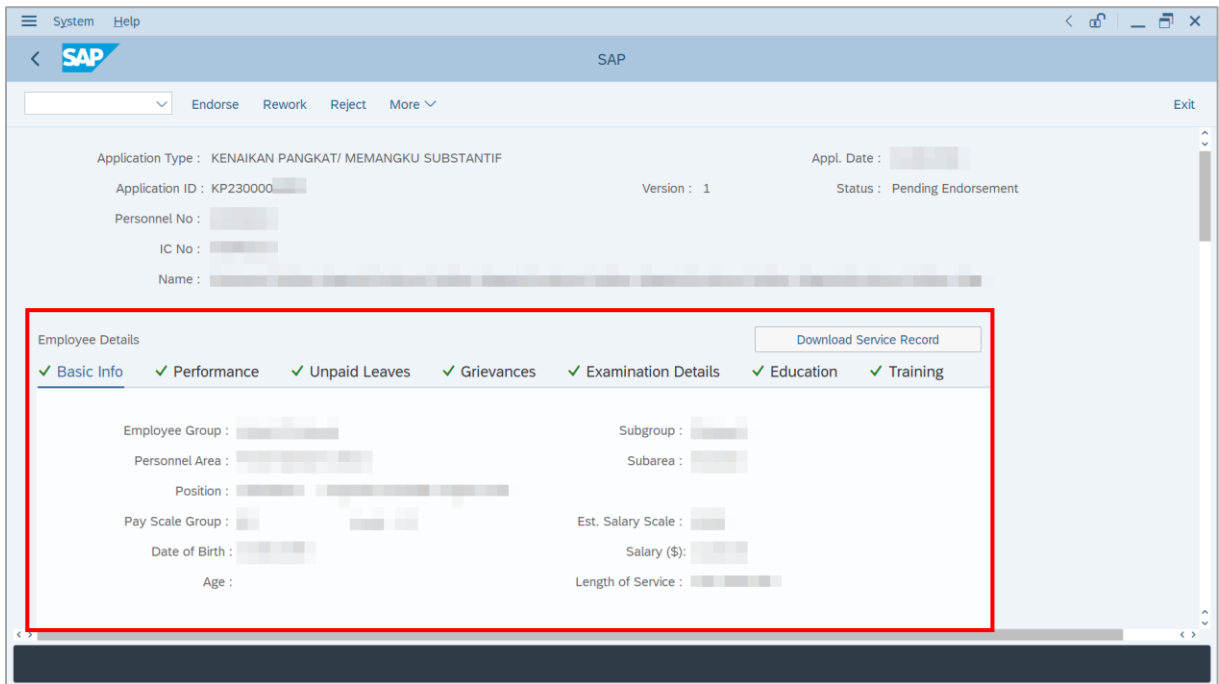 System Help
SAP
SAP
Endorse Rework Reject More Exit
Application Type : KENAIKAN PANGKAT/ MEMANGKU SUBSTANTIF Appl. Date :
Application ID : KP230000 Version : 1 Status : Pending Endorsement
Personnel No :
IC No :
Name :
Employee Details Download Service Record
Basic Info Performance Unpaid Leaves Grievances Examination Details Education Training
Employee Group : Subgroup :
Personnel Area : Subarea :
Position :
Pay Scale Group : Est. Salary Scale :
Date of Birth : Salary ($):
Age : Length of Service :